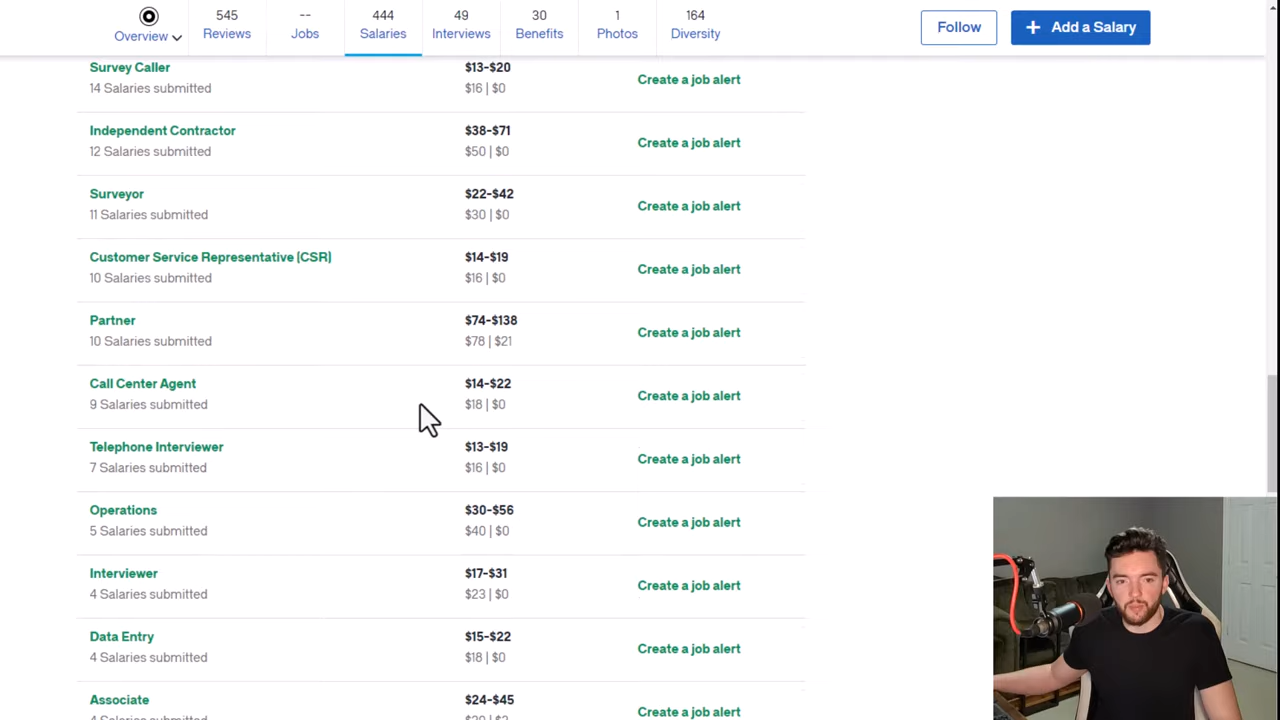 545 -- 444 49 30 1 164
Overview Reviews Jobs Salaries Interviews Benefits Photos Diversity
Follow + Add a Salary
Survey Caller $13-$20
14 Salaries submitted $16 | $0 Create a job alert
Independent Contractor $38-$71
12 Salaries submitted $50 | $0 Create a job alert
Surveyor $22-$42
11 Salaries submitted $30 | $0 Create a job alert
Customer Service Representative (CSR) $14-$19
10 Salaries submitted $16 | $0 Create a job alert
Partner $74-$138
10 Salaries submitted $78 | $21 Create a job alert
Call Center Agent $14-$22
9 Salaries submitted $18 | $0 Create a job alert
Telephone Interviewer $13-$19
7 Salaries submitted $16 | $0 Create a job alert
Operations $30-$56
5 Salaries submitted $40 | $0 Create a job alert
Interviewer $17-$31
4 Salaries submitted $23 | $0 Create a job alert
Data Entry $15-$22
4 Salaries submitted $18 | $0 Create a job alert
Associate $24-$45
Salaries submitted Create a job alert